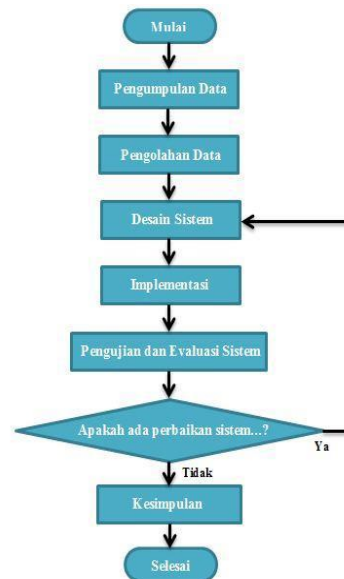 Mulai
Pengumpulan Data
Pengolahan Data
Desain Sistem
Implementasi
Pengujian dan Evaluasi Sistem
Apakah ada perbaikan sistem...?
Ya
Tidak
Kesimpulan
Selesai